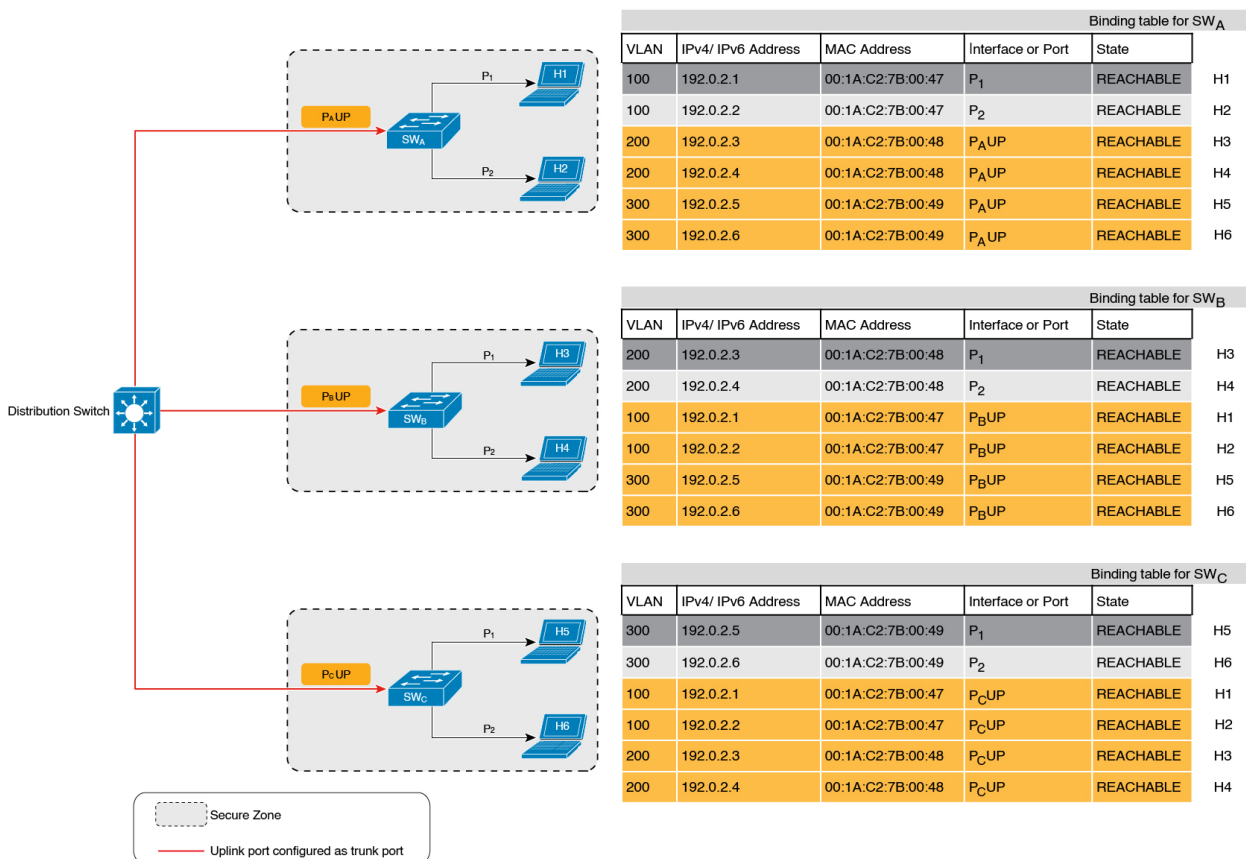 Binding table for SWA
VLAN IPv4/ IPv6 Address MAC Address Interface or Port State
100 192.0.2.1 00:1A:C2:7B:00:47 P1 REACHABLE H1
100 192.0.2.2 00:1A:C2:7B:00:47 P2 REACHABLE H2
200 192.0.2.3 00:1A:C2:7B:00:48 PAUP REACHABLE H3
200 192.0.2.4 00:1A:C2:7B:00:48 PAUP REACHABLE H4
300 192.0.2.5 00:1A:C2:7B:00:49 PAUP REACHABLE H5
300 192.0.2.6 00:1A:C2:7B:00:49 PAUP REACHABLE H6
P1
H1
PAUP
SWA
P2
H2
Binding table for SWB
VLAN IPv4/ IPv6 Address MAC Address Interface or Port State
200 192.0.2.3 00:1A:C2:7B:00:48 P1 REACHABLE H3
200 192.0.2.4 00:1A:C2:7B:00:48 P2 REACHABLE H4
100 192.0.2.1 00:1A:C2:7B:00:47 PBUP REACHABLE H1
100 192.0.2.2 00:1A:C2:7B:00:47 PBUP REACHABLE H2
300 192.0.2.5 00:1A:C2:7B:00:49 PBUP REACHABLE H5
300 192.0.2.6 00:1A:C2:7B:00:49 PBUP REACHABLE H6
P1
H3
PBUP
Distribution Switch
SWB
P2
H4
Binding table for SWC
VLAN IPv4/ IPv6 Address MAC Address Interface or Port State
300 192.0.2.5 00:1A:C2:7B:00:49 P1 REACHABLE H5
300 192.0.2.6 00:1A:C2:7B:00:49 P2 REACHABLE H6
100 192.0.2.1 00:1A:C2:7B:00:47 PCUP REACHABLE H1
100 192.0.2.2 00:1A:C2:7B:00:47 PCUP REACHABLE H2
200 192.0.2.3 00:1A:C2:7B:00:48 PCUP REACHABLE H3
200 192.0.2.4 00:1A:C2:7B:00:48 PCUP REACHABLE H4
P1
H5
PCUP
SWC
P2
H6
Secure Zone
Uplink port configured as trunk port